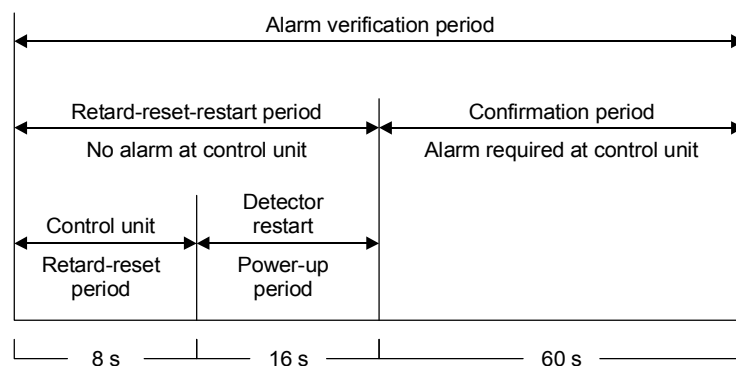 Alarm verification period
Retard-reset-restart period
Confirmation period
No alarm at control unit
Alarm required at control unit
Control unit
Detector
restart
Retard-reset
period
Power-up
period
8 s
16 s
60 s